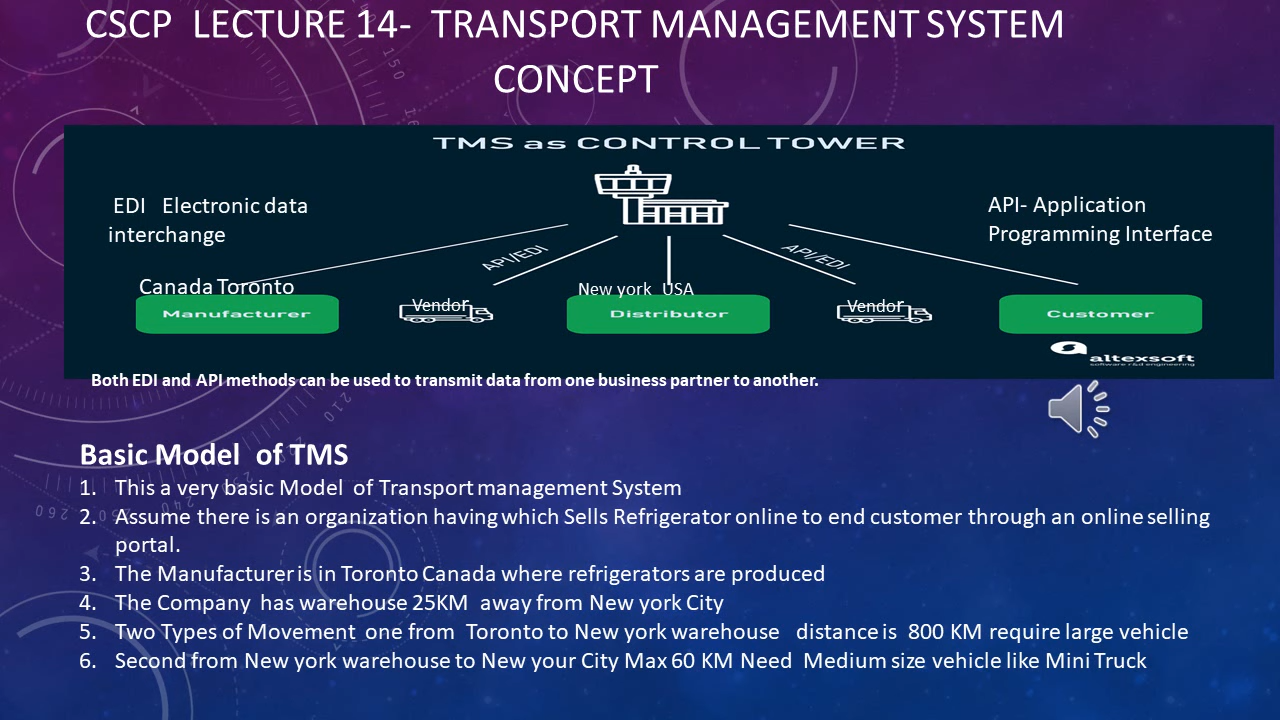 CSCP LECTURE 14- TRANSPORT MANAGEMENT SYSTEM
CONCEPT
TMS as CONTROL TOWER
EDI Electronic data
interchange
API- Application
Programming Interface
API/EDI
API/EDI
Canada Toronto
New york USA
Manufacturer
Vendor
Distributor
Vendor
Customer
altexsoft
software r&d engineering
Both EDI and API methods can be used to transmit data from one business partner to another.
Basic Model of TMS
1. This a very basic Model of Transport management System
2. Assume there is an organization having which Sells Refrigerator online to end customer through an online selling
portal.
3. The Manufacturer is in Toronto Canada where refrigerators are produced
4. The Company has warehouse 25KM away from New york City
5. Two Types of Movement one from Toronto to New york warehouse distance is 800 KM require large vehicle
6. Second from New york warehouse to New your City Max 60 KM Need Medium size vehicle like Mini Truck
150
210
240
260